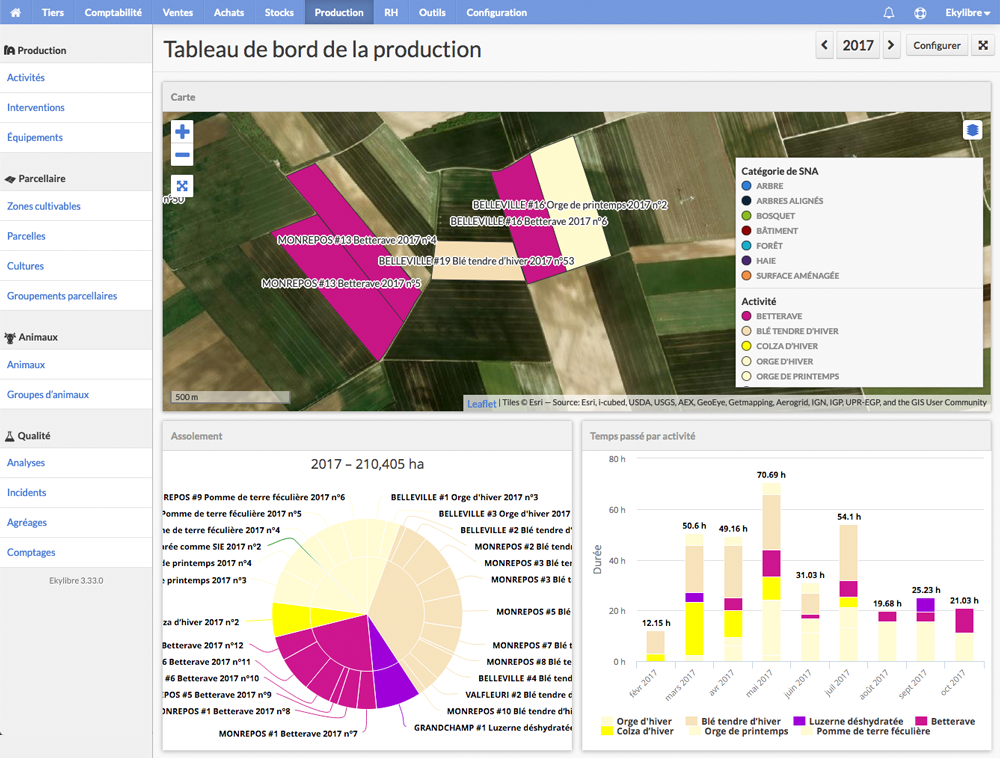 Tiers Comptabilité Ventes Achats Stocks Production RH Outils Configuration Ekylibre
Production
Activités
Interventions
Équipements
Parcellaire
Zones cultivables
Parcelles
Cultures
Groupements parcellaires
Animaux
Animaux
Groupes d'animaux
Qualité
Analyses
Incidents
Agréages
Comptages
Ekylibre 3.33.0
Tableau de bord de la production
2017 Configurer
Carte
n°50
BELLEVILLE #16 Orge de printemps 2017 n°2
BELLEVILLE #16 Betterave 2017 n°6
MONREPOS #13 Betterave 2017 n°4
BELLEVILLE #19 Blé tendre d'hiver 2017 n°53
MONREPOS #13 Betterave 2017 n°5
500 m
Catégorie de SNA
ARBRE
ARBRES ALIGNÉS
BOSQUET
BÂTIMENT
FORÊT
HAIE
SURFACE AMÉNAGÉE
Activité
BETTERAVE
BLÉ TENDRE D'HIVER
COLZA D'HIVER
ORGE D'HIVER
ORGE DE PRINTEMPS
Leaflet | Tiles © Esri — Source: Esri, i-cubed, USDA, USGS, AEX, GeoEye, Getmapping, Aerogrid, IGN, IGP, UPR-EGP, and the GIS User Community
Assolement
2017 – 210,405 ha
REPOS #9 Pomme de terre féculière 2017 n°6
Pomme de terre féculière 2017 n°5
me de terre féculière 2017 n°4
rée comme SIE 2017 n°2
de printemps 2017 n°4
e printemps 2017 n°3
za d'hiver 2017 n°2
Betterave 2017 n°12
6 Betterave 2017 n°11
#6 Betterave 2017 n°10
POS #5 Betterave 2017 n°9
ONREPOS #1 Betterave 2017 n°8
MONREPOS #1 Betterave 2017 n°7
BELLEVILLE #1 Orge d'hiver 2017 n°3
BELLEVILLE #3 Orge d'hiver 2017
BELLEVILLE #2 Blé tendre d'
MONREPOS #2 Blé tend
MONREPOS #3 Blé t
MONREPOS #3 Blé t
MONREPOS #5 Blé
MONREPOS #7 Blé t
MONREPOS #8 Blé te
BELLEVILLE #4 Blé tend
VALFLEURI #2 Blé tendre d'
MONREPOS #10 Blé tendre d'hi
GRANDCHAMP #1 Luzerne déshydraté
Temps passé par activité
Durée
80 h
60 h
40 h
20 h
0 h
12.15 h
50.6 h
49.16 h
70.69 h
31.03 h
54.1 h
19.68 h
25.23 h
21.03 h
févr 2017
mars 2017
avr 2017
mai 2017
juin 2017
juil 2017
août 2017
sept 2017
oct 2017
Orge d'hiver Blé tendre d'hiver Luzerne déshydratée Betterave
Colza d'hiver Orge de printemps Pomme de terre féculière